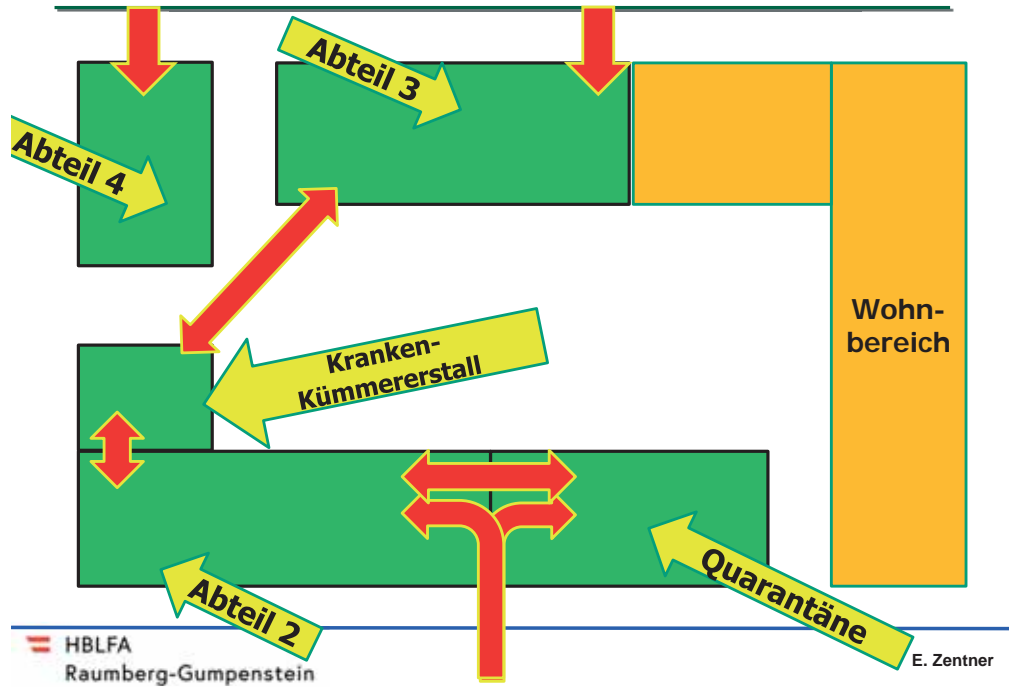 Abteil 3
Abteil 4
Wohn-
bereich
Kranken-
Kümmererstall
Abteil 2
Quarantäne
HBLFA
Raumberg-Gumpenstein
E. Zentner